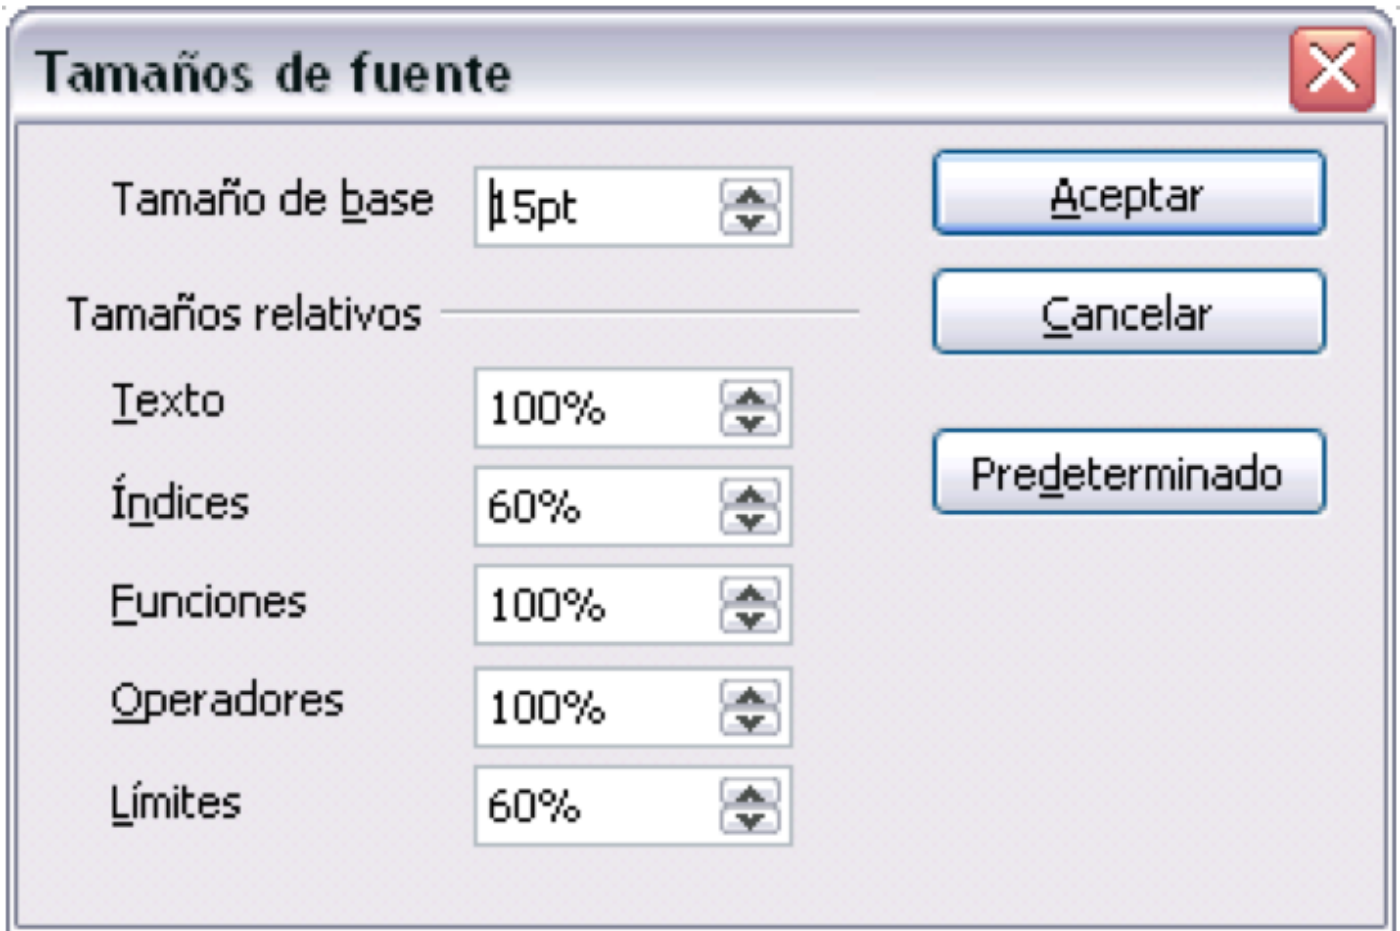 Tamaños de fuente
Tamaño de base 15pt Aceptar
Tamaños relativos Cancelar
Texto 100%
Predeterminado
Índices 60%
Funciones 100%
Operadores 100%
Límites 60%